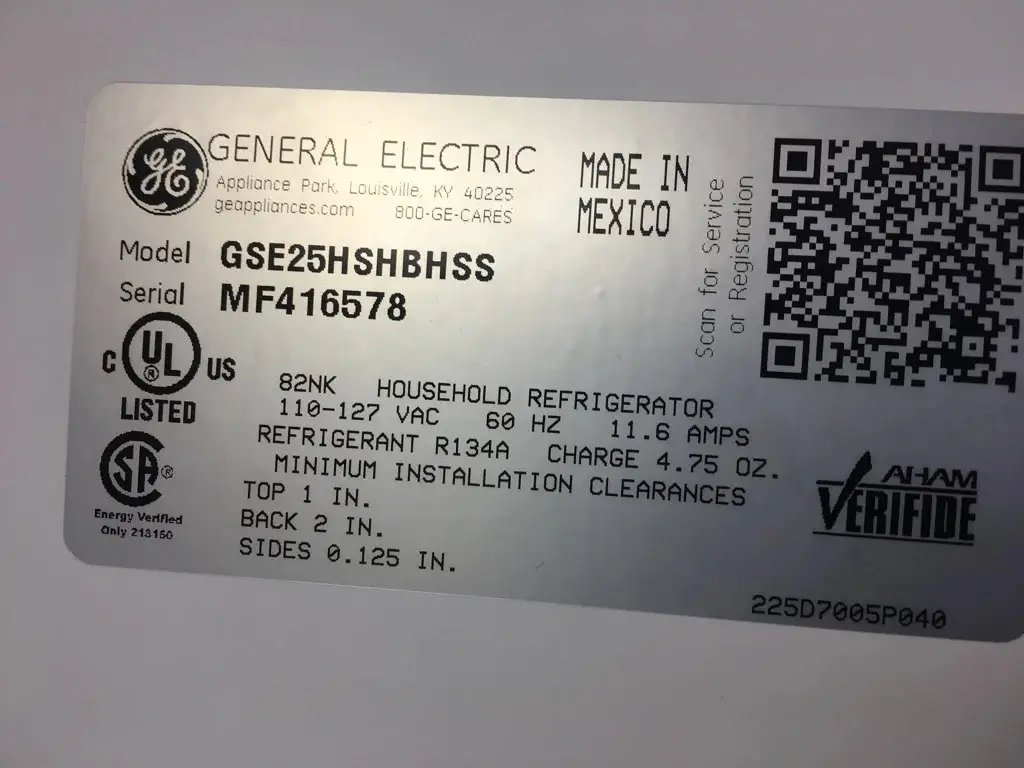 GE GENERAL ELECTRIC
Appliance Park, Louisville, KY 40225
geappliances.com 800-GE-CARES
MADE IN
MEXICO
Scan for Service
or Registration
Model GSE25HSHBHSS
Serial MF416578
C UL ® US
LISTED
82NK HOUSEHOLD REFRIGERATOR
110-127 VAC 60 HZ 11.6 AMPS
REFRIGERANT R134A CHARGE 4.75 OZ.
MINIMUM INSTALLATION CLEARANCES
TOP 1 IN.
BACK 2 IN.
SIDES 0.125 IN.
SA ®
Energy Verified
Only 213150
AHAM
VERIFIDE
225D7005P040